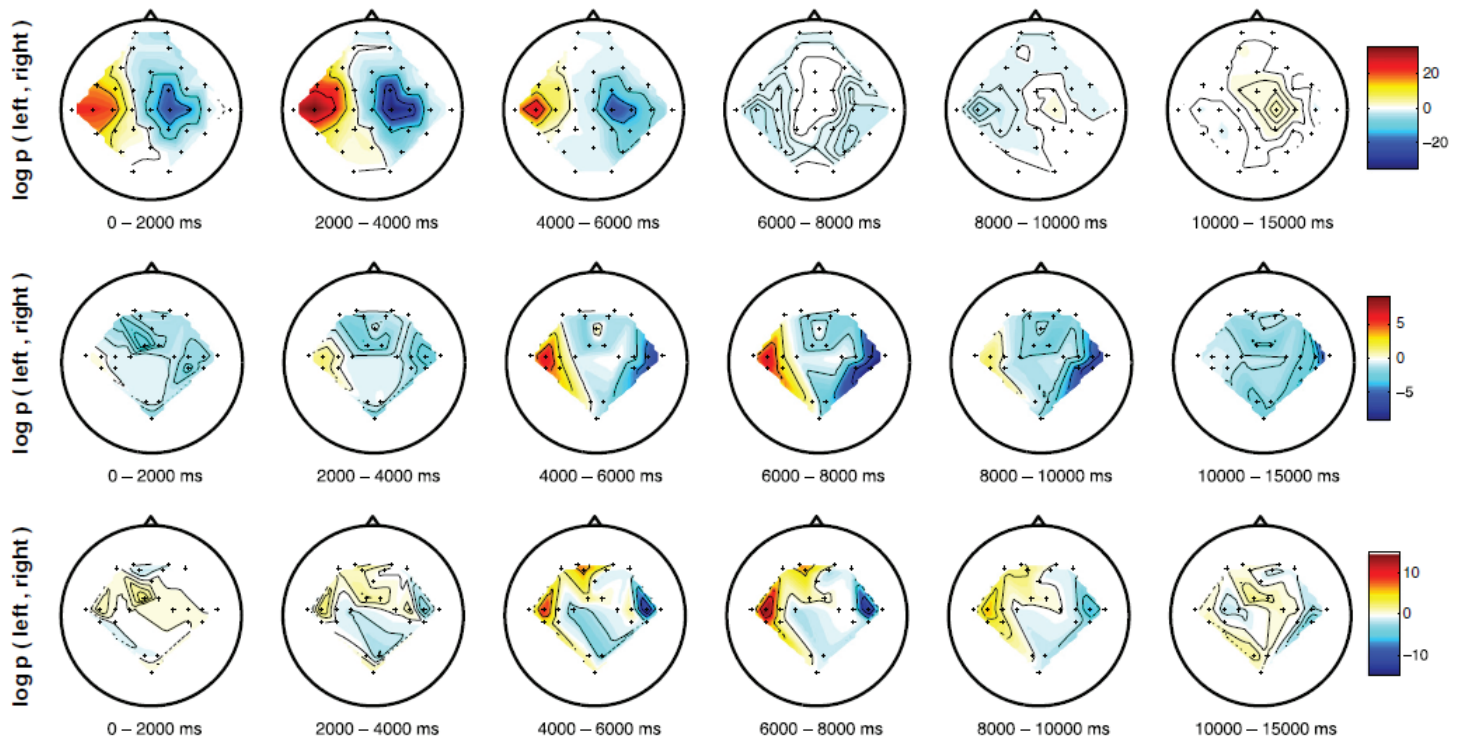 log p ( left , right )
0 – 2000 ms
2000 – 4000 ms
4000 – 6000 ms
6000 – 8000 ms
8000 – 10000 ms
10000 – 15000 ms
20
0
−20
log p ( left , right )
0 – 2000 ms
2000 – 4000 ms
4000 – 6000 ms
6000 – 8000 ms
8000 – 10000 ms
10000 – 15000 ms
5
0
−5
log p ( left , right )
0 – 2000 ms
2000 – 4000 ms
4000 – 6000 ms
6000 – 8000 ms
8000 – 10000 ms
10000 – 15000 ms
10
0
−10